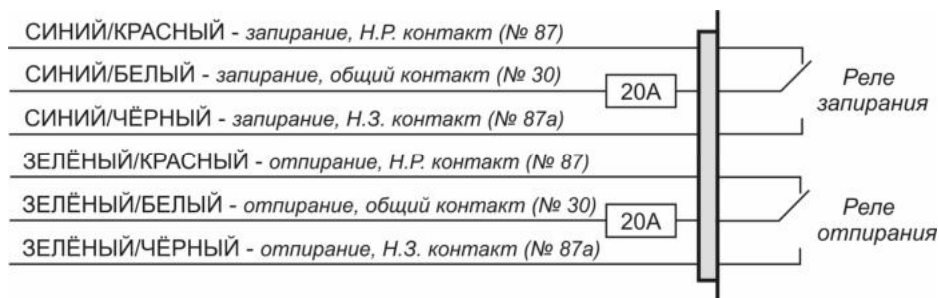 СИНИЙ/КРАСНЫЙ - запирание, Н.Р. контакт (№ 87)
СИНИЙ/БЕЛЫЙ - запирание, общий контакт (№ 30)
20А
СИНИЙ/ЧЁРНЫЙ - запирание, Н.З. контакт (№ 87а)
Реле
запирания
ЗЕЛЁНЫЙ/КРАСНЫЙ - отпирание, Н.Р. контакт (№ 87)
ЗЕЛЁНЫЙ/БЕЛЫЙ - отпирание, общий контакт (№ 30)
20А
ЗЕЛЁНЫЙ/ЧЁРНЫЙ - отпирание, Н.З. контакт (№ 87а)
Реле
отпирания